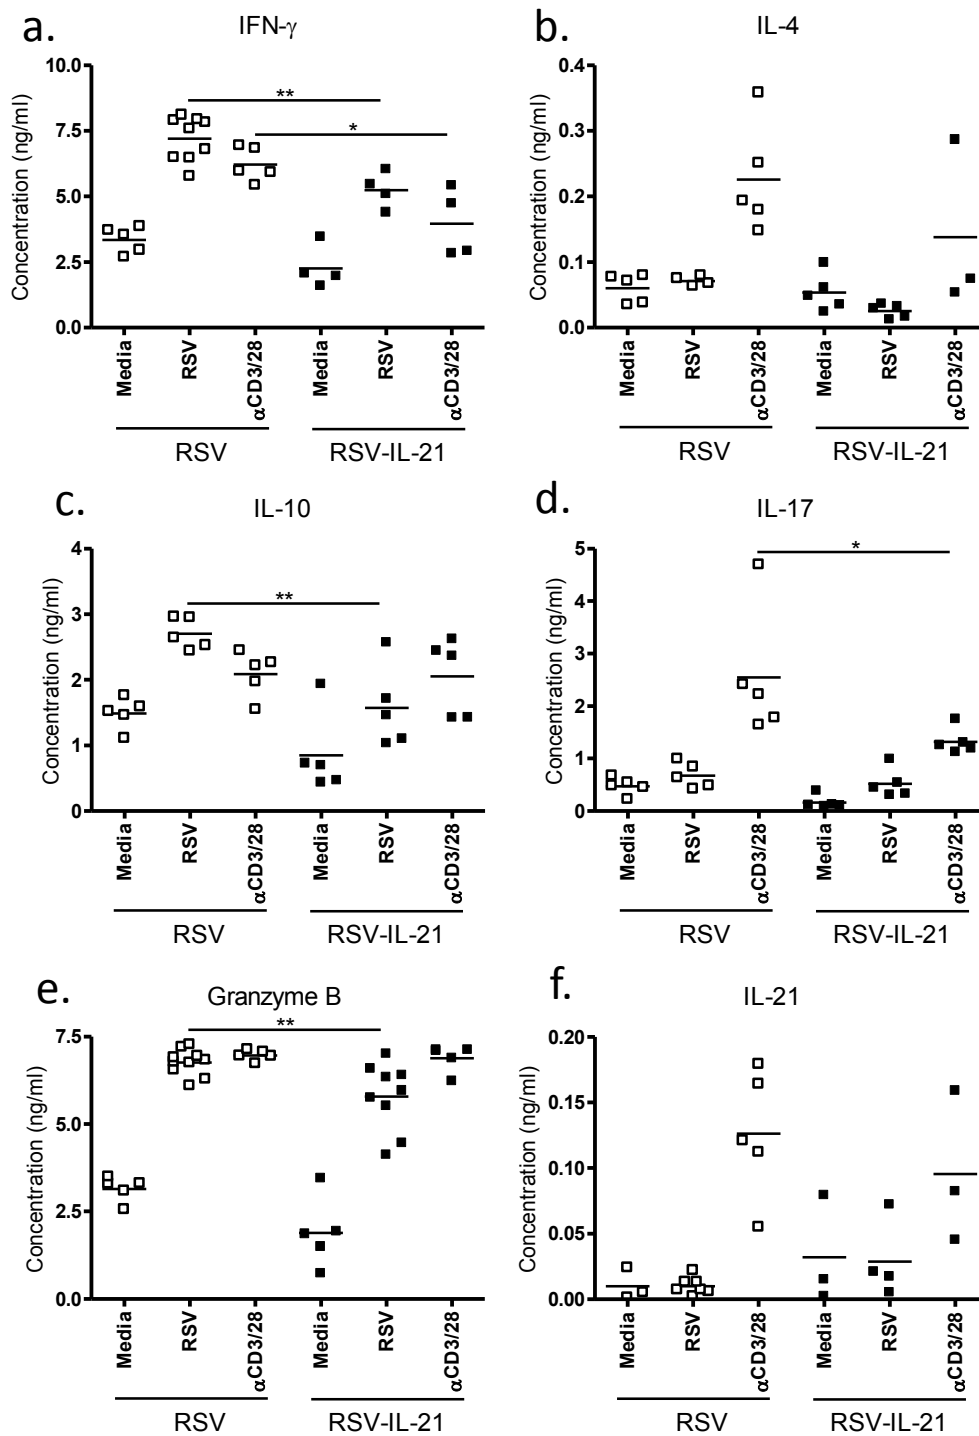 a.
IFN-γ
Concentration (ng/ml)
10.0
7.5
5.0
2.5
0.0
**
*
Media
RSV
αCD3/28
Media
RSV
αCD3/28
RSV
RSV-IL-21
b.
IL-4
Concentration (ng/ml)
0.4
0.3
0.2
0.1
0.0
Media
RSV
αCD3/28
Media
RSV
αCD3/28
RSV
RSV-IL-21
c.
IL-10
Concentration (ng/ml)
4
3
2
1
0
**
Media
RSV
αCD3/28
Media
RSV
αCD3/28
RSV
RSV-IL-21
d.
IL-17
Concentration (ng/ml)
5
4
3
2
1
0
*
Media
RSV
αCD3/28
Media
RSV
αCD3/28
RSV
RSV-IL-21
e.
Granzyme B
Concentration (ng/ml)
7.5
5.0
2.5
0.0
**
Media
RSV
αCD3/28
Media
RSV
αCD3/28
RSV
RSV-IL-21
f.
IL-21
Concentration (ng/ml)
0.20
0.15
0.10
0.05
0.00
Media
RSV
αCD3/28
Media
RSV
αCD3/28
RSV
RSV-IL-21